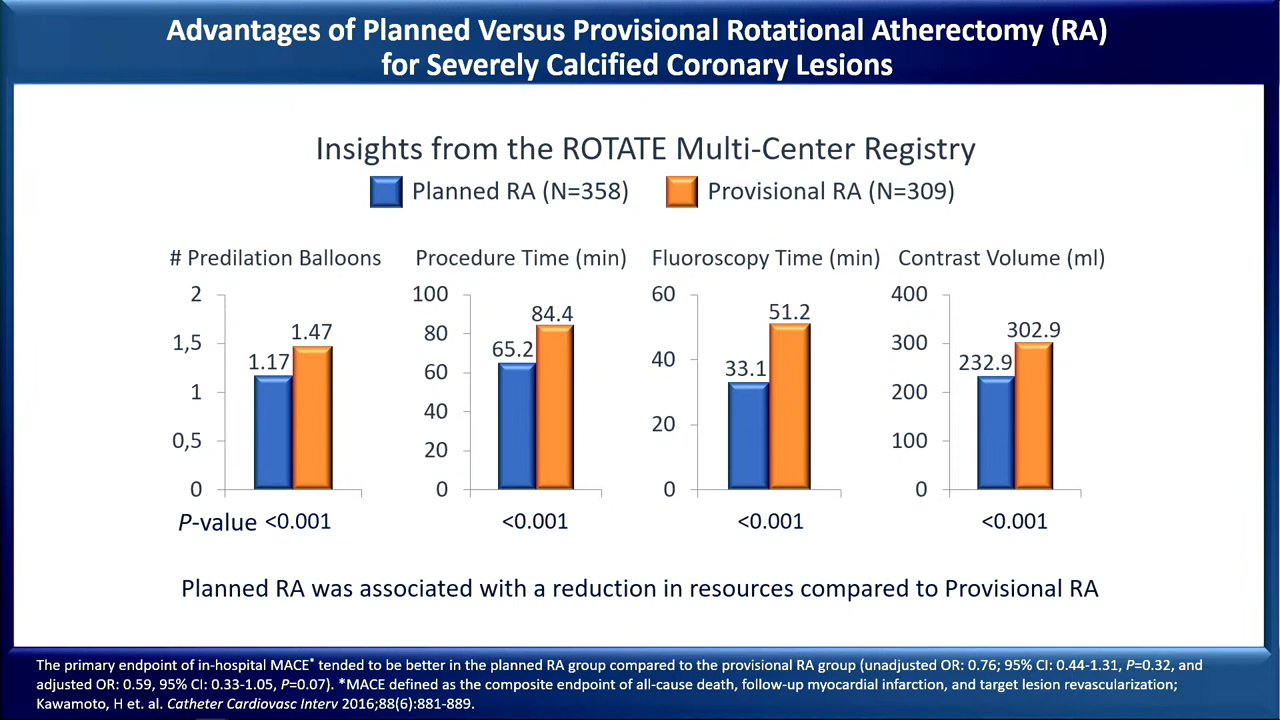 Advantages of Planned Versus Provisional Rotational Atherectomy (RA)
for Severely Calcified Coronary Lesions
Insights from the ROTATE Multi-Center Registry
Planned RA (N=358)
Provisional RA (N=309)
# Predilation Balloons
2
1,5
1
0,5
0
1.17
1.47
P-value <0.001
Procedure Time (min)
100
80
60
40
20
0
65.2
84.4
<0.001
Fluoroscopy Time (min)
60
40
20
0
33.1
51.2
<0.001
Contrast Volume (ml)
400
300
200
100
0
232.9
302.9
<0.001
Planned RA was associated with a reduction in resources compared to Provisional RA
The primary endpoint of in-hospital MACE* tended to be better in the planned RA group compared to the provisional RA group (unadjusted OR: 0.76; 95% CI: 0.44-1.31, P=0.32, and
adjusted OR: 0.59, 95% CI: 0.33-1.05, P=0.07). *MACE defined as the composite endpoint of all-cause death, follow-up myocardial infarction, and target lesion revascularization;
Kawamoto, H et. al. Catheter Cardiovasc Interv 2016;88(6):881-889.